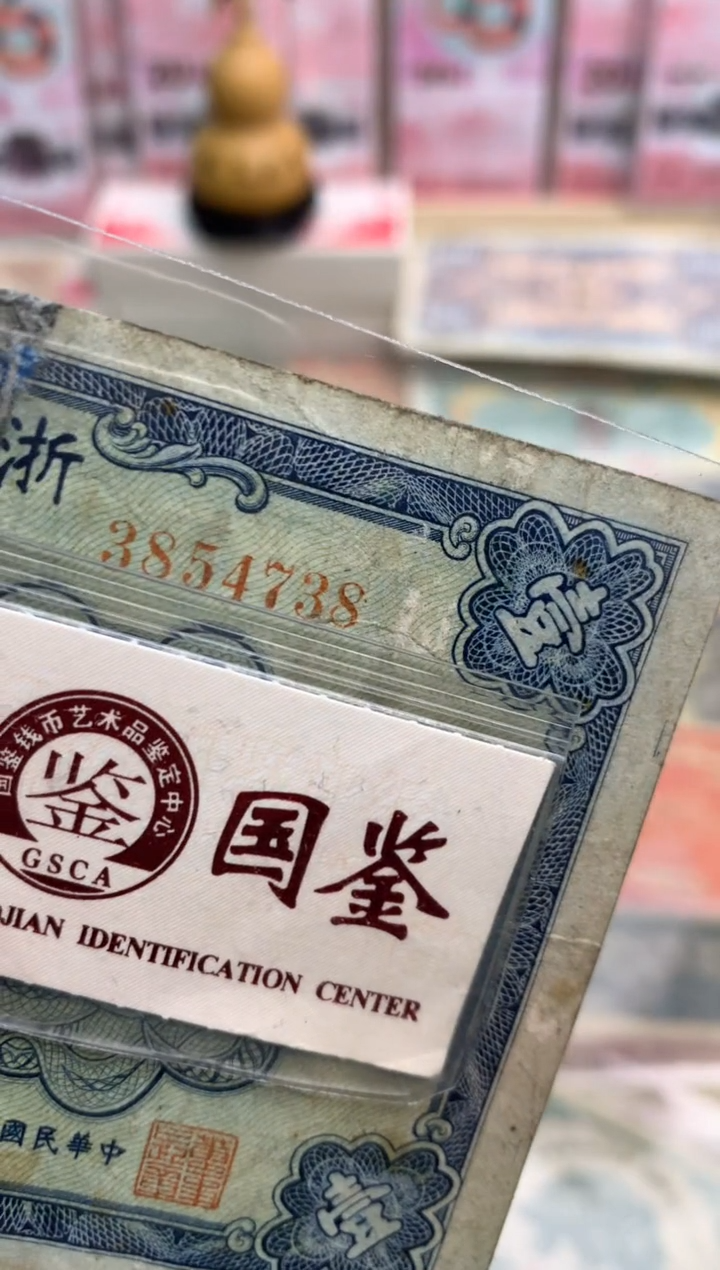 浙
3854738
壹
国鉴钱币艺术品鉴定中心
鉴
GSCA
国鉴
JIAN IDENTIFICATION CENTER
國民華中
壹